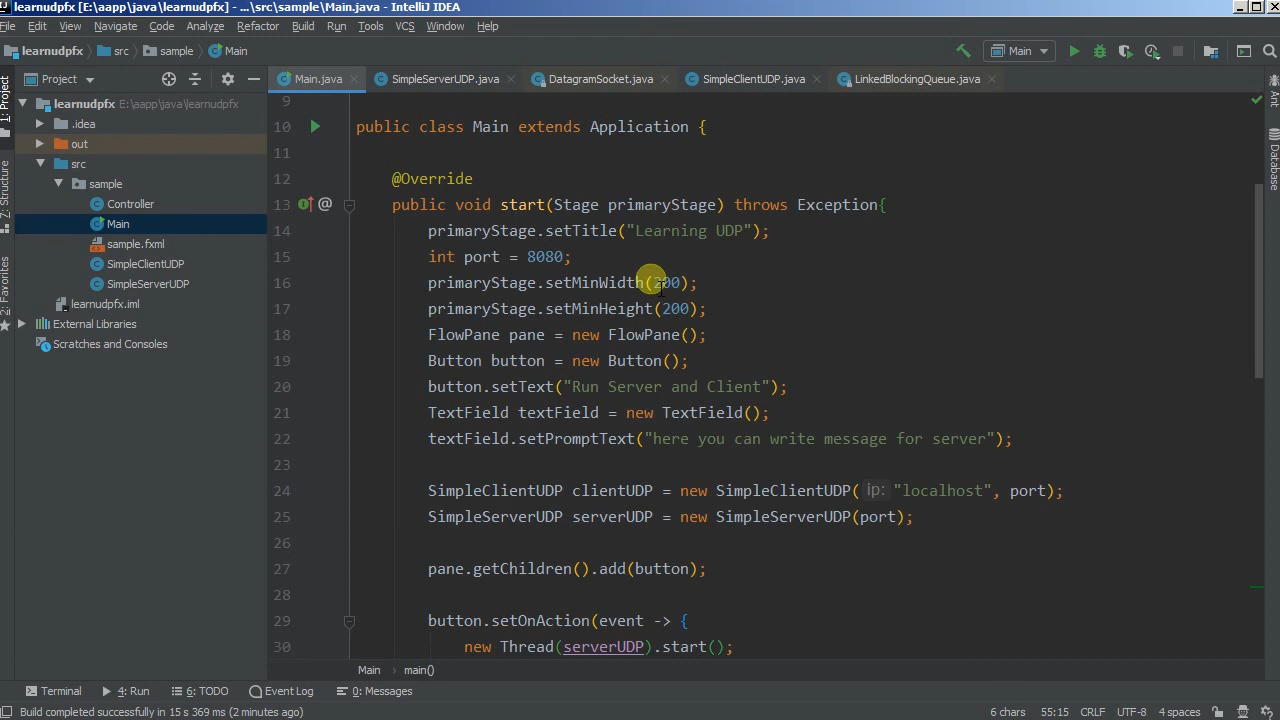 learnudpfx [E:\aapp\java\learnudpfx] - ...\src\sample\Main.java - IntelliJ IDEA
File Edit View Navigate Code Analyze Refactor Build Run Tools VCS Window Help
learnudpfx src sample Main Main
Project Main.java SimpleServerUDP.java DatagramSocket.java SimpleClientUDP.java LinkedBlockingQueue.java
1: Project
7: Structure
2: Favorites
Ant
Database
learnudpfx E:\aapp\java\learnudpfx
.idea
out
src
sample
Controller
Main
sample.fxml
SimpleClientUDP
SimpleServerUDP
learnudpfx.iml
External Libraries
Scratches and Consoles
9
10 public class Main extends Application {
11
12 @Override
13 @ public void start(Stage primaryStage) throws Exception{
14 primaryStage.setTitle("Learning UDP");
15 int port = 8080;
16 primaryStage.setMinWidth(200);
17 primaryStage.setMinHeight(200);
18 FlowPane pane = new FlowPane();
19 Button button = new Button();
20 button.setText("Run Server and Client");
21 TextField textField = new TextField();
22 textField.setPromptText("here you can write message for server");
23
24 SimpleClientUDP clientUDP = new SimpleClientUDP( ip: "localhost", port);
25 SimpleServerUDP serverUDP = new SimpleServerUDP(port);
26
27 pane.getChildren().add(button);
28
29 button.setOnAction(event -> {
30 new Thread(serverUDP).start();
Main main()
Terminal 4: Run 6: TODO Event Log 0: Messages
Build completed successfully in 15 s 369 ms (2 minutes ago) 6 chars 55:15 CRLF UTF-8 4 spaces